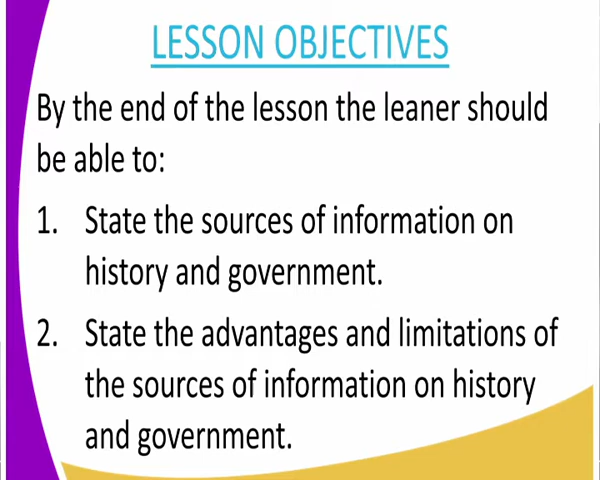 LESSON OBJECTIVES
By the end of the lesson the leaner should
be able to:
1. State the sources of information on
history and government.
2. State the advantages and limitations of
the sources of information on history
and government.